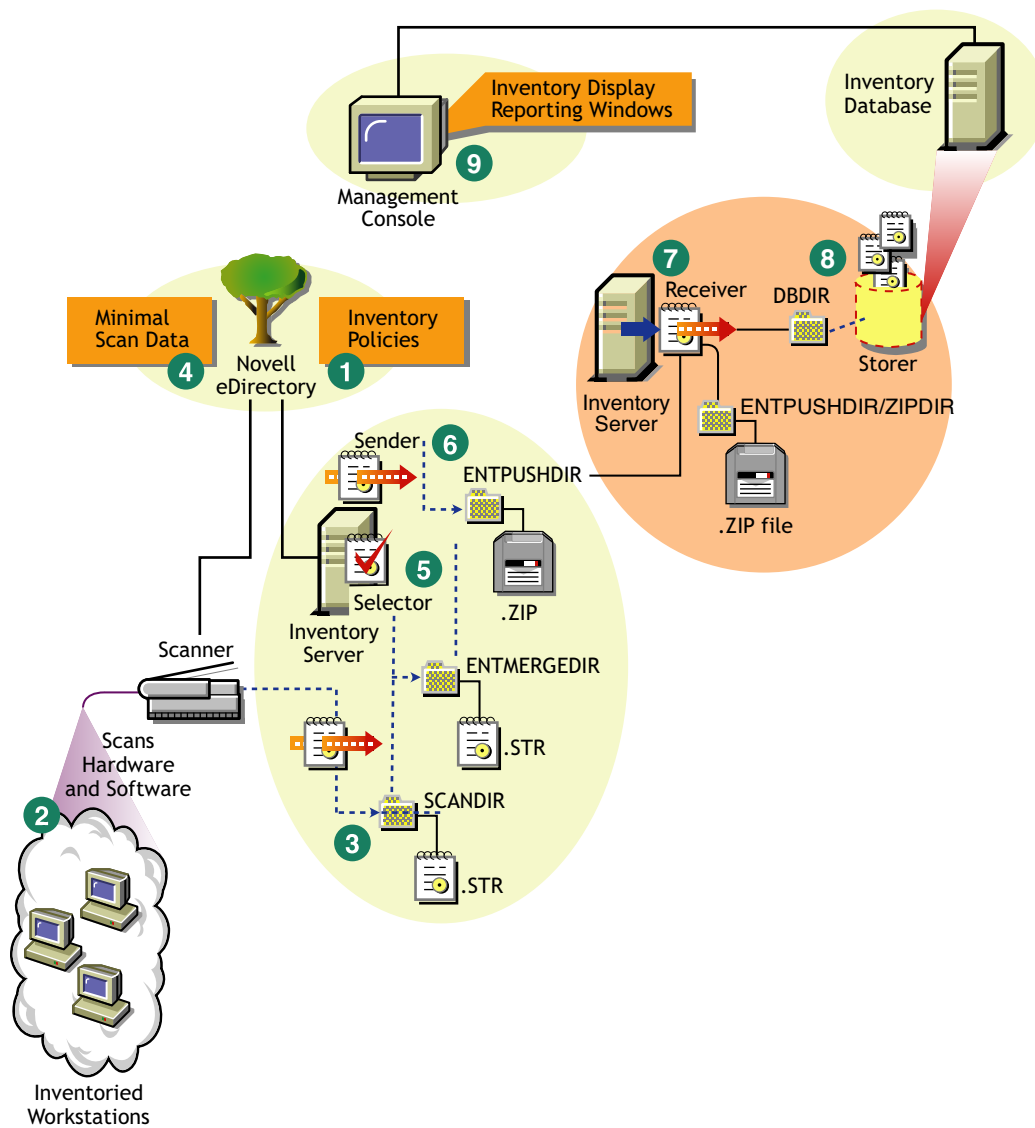 Inventory Display
Reporting Windows
9
Management
Console
Inventory
Database
Minimal
Scan Data
4
Novell
eDirectory
Inventory
Policies
1
7
Receiver
8
DBDIR
Storer
Inventory
Server
ENTPUSHDIR/ZIPDIR
.ZIP file
Sender
6
ENTPUSHDIR
.ZIP
5
Selector
Inventory
Server
ENTMERGEDIR
.STR
Scanner
Scans
Hardware
and Software
SCANDIR
3
.STR
2
Inventoried
Workstations